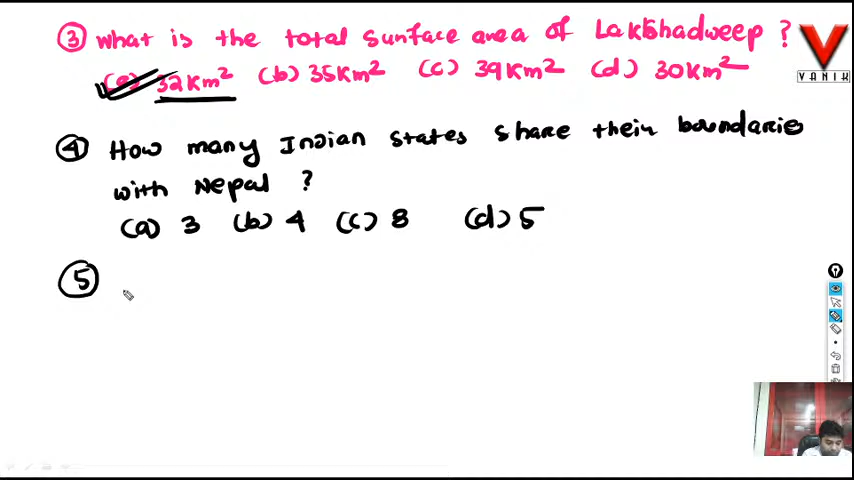 ③ what is the total surface area of Lakshadweep ?
(a) 32km² (b) 35km² (c) 39km² (d) 30km²
④ How many Indian states share their boundaries
with Nepal ?
(a) 3 (b) 4 (c) 8 (d) 5
⑤
VANIK